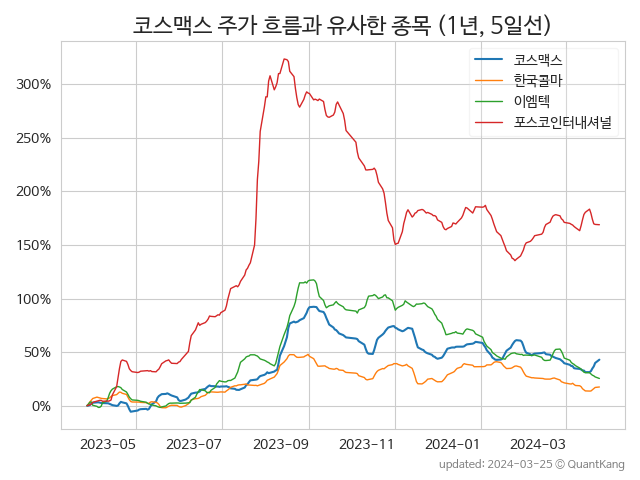 코스맥스 주가 흐름과 유사한 종목 (1년, 5일선)
코스맥스
한국콜마
이엠텍
포스코인터내셔널
300%
250%
200%
150%
100%
50%
0%
2023-05 2023-07 2023-09 2023-11 2024-01 2024-03
updated: 2024-03-25 © QuantKang